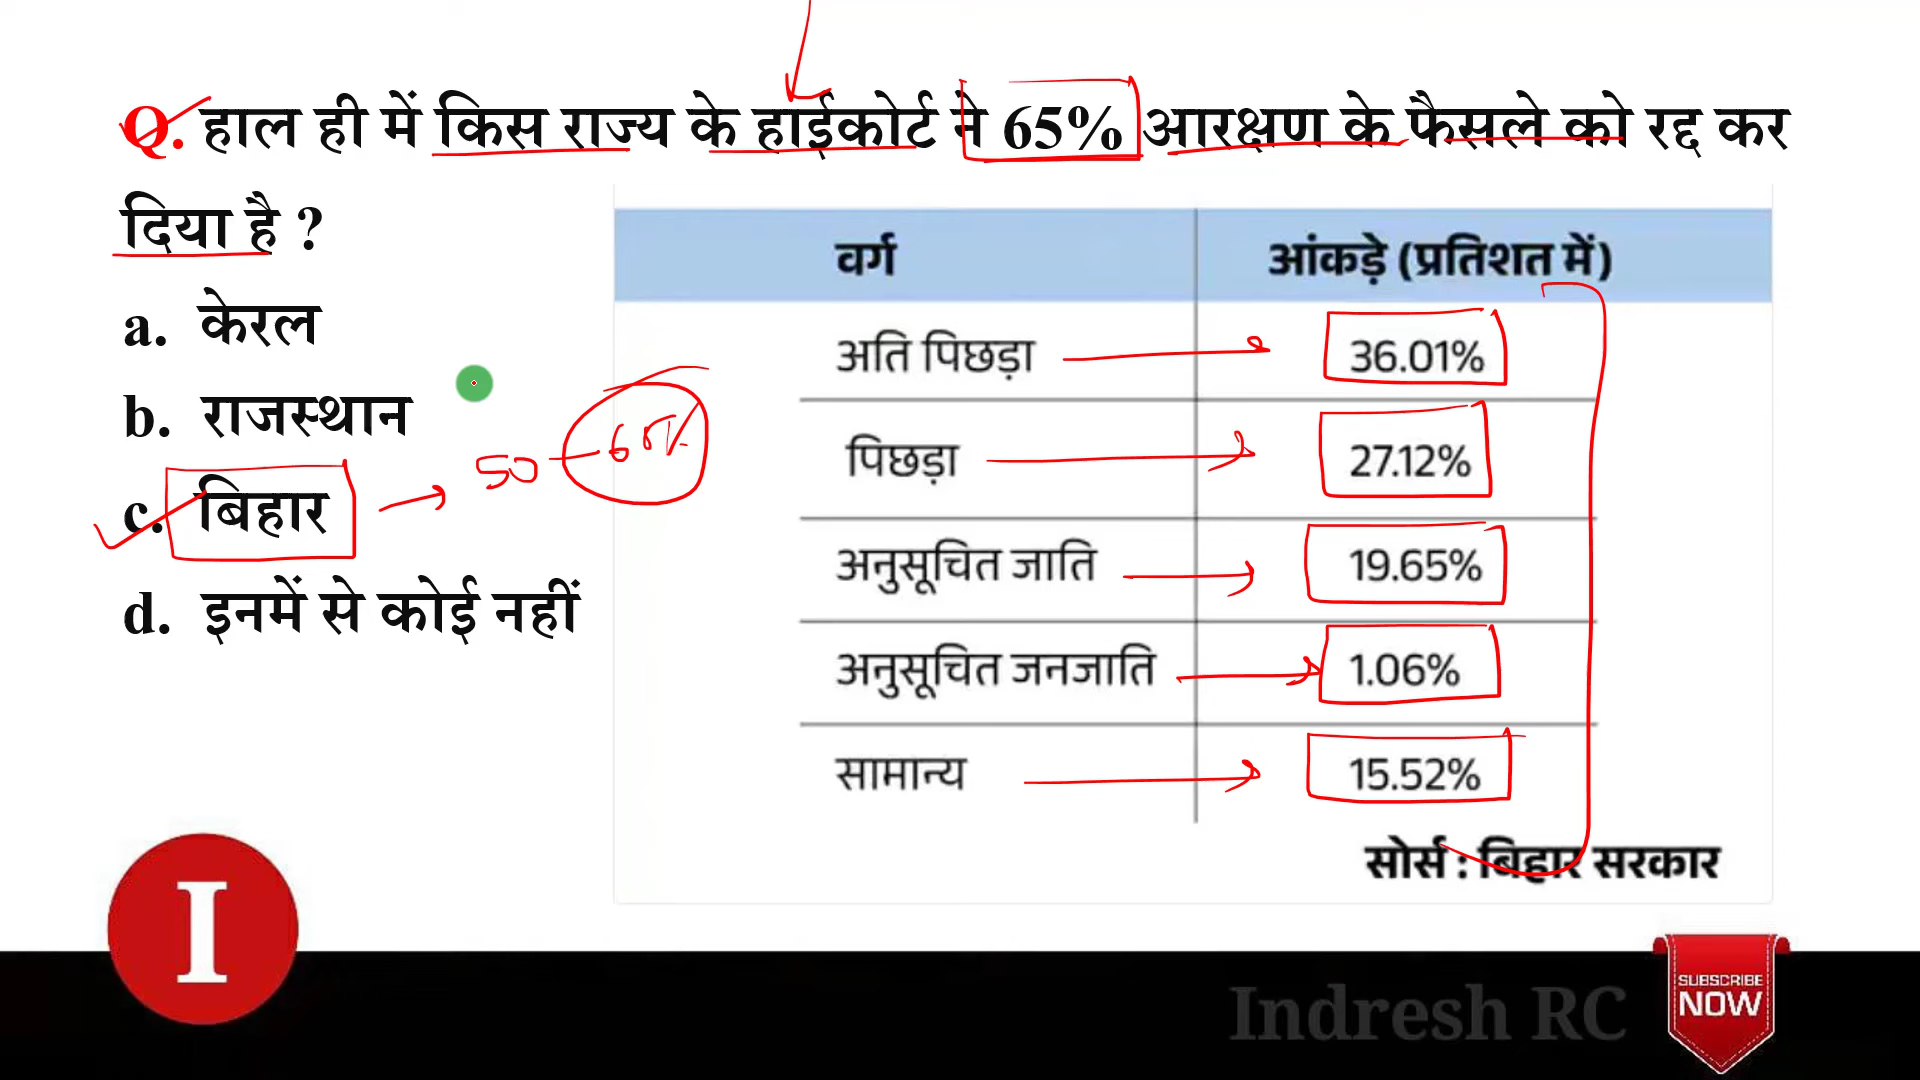 Q. हाल ही में किस राज्य के हाईकोर्ट ने 65% आरक्षण के फैसले को रद्द कर
दिया है ?
a. केरल
b. राजस्थान
c. बिहार
d. इनमें से कोई नहीं
50 — 65%
वर्ग आंकड़े (प्रतिशत में)
अति पिछड़ा 36.01%
पिछड़ा 27.12%
अनुसूचित जाति 19.65%
अनुसूचित जनजाति 1.06%
सामान्य 15.52%
सोर्स : बिहार सरकार
I
Indresh RC
SUBSCRIBE
NOW